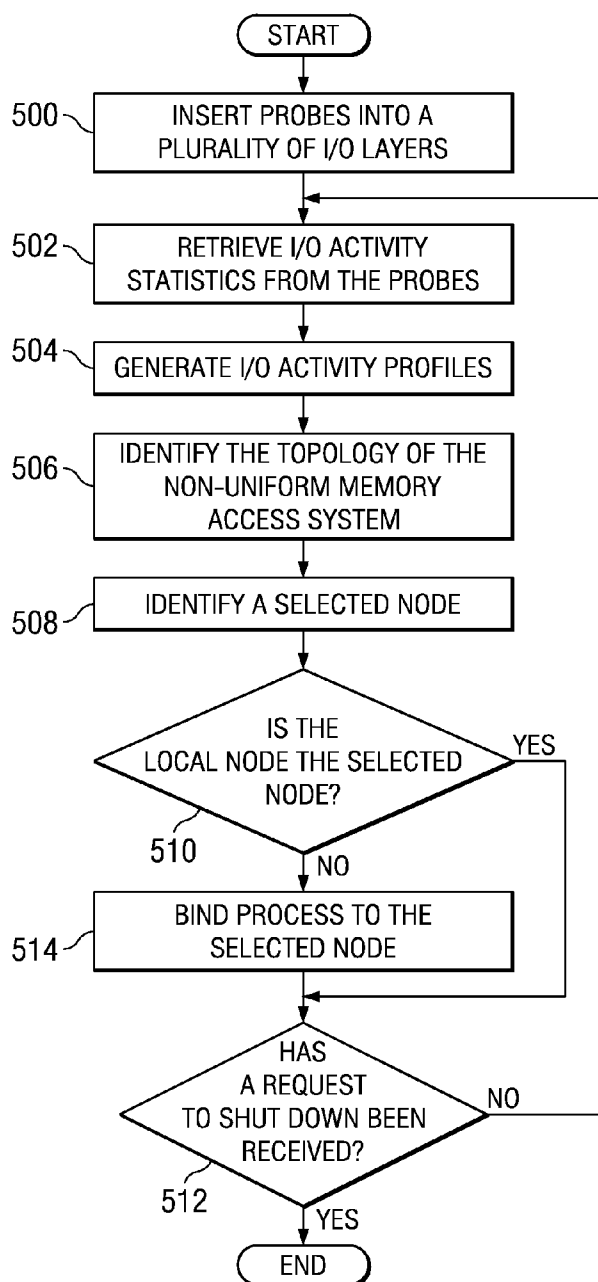 START
500
INSERT PROBES INTO A
PLURALITY OF I/O LAYERS
502
RETRIEVE I/O ACTIVITY
STATISTICS FROM THE PROBES
504
GENERATE I/O ACTIVITY PROFILES
506
IDENTIFY THE TOPOLOGY OF THE
NON-UNIFORM MEMORY
ACCESS SYSTEM
508
IDENTIFY A SELECTED NODE
IS THE
LOCAL NODE THE SELECTED
NODE?
YES
510
NO
514
BIND PROCESS TO THE
SELECTED NODE
HAS
A REQUEST
TO SHUT DOWN BEEN
RECEIVED?
NO
512
YES
END